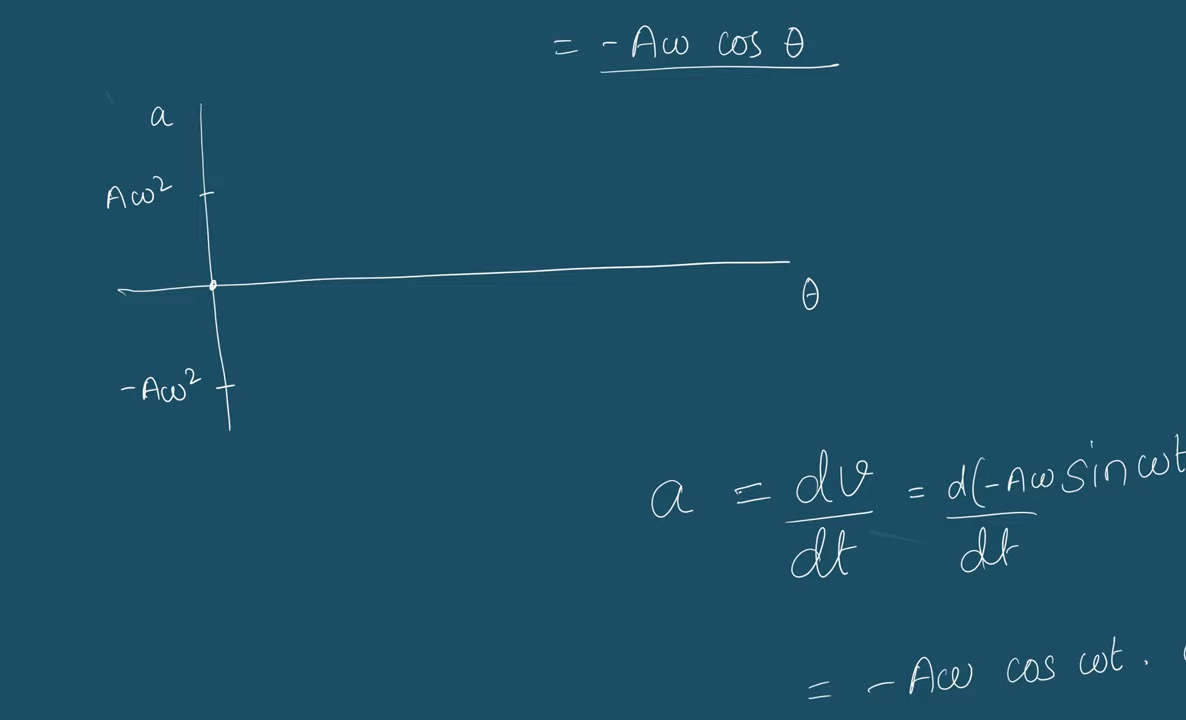 = -Aω cos θ
a
Aω²
θ
-Aω²
a = dv/dt = d(-Aω sin ωt/dt
= -Aω cos ωt.